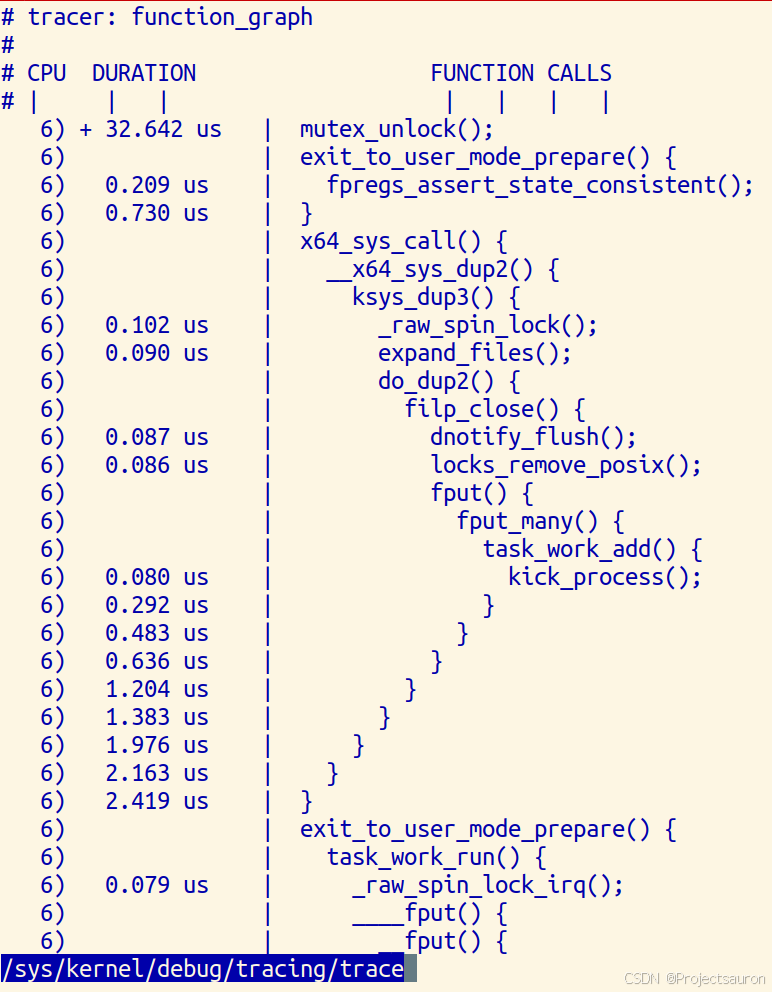 # tracer: function_graph
#
# CPU  DURATION                  FUNCTION CALLS
# |     |   |                     |   |   |   |
   6) + 32.642 us   |  mutex_unlock();
   6)               |  exit_to_user_mode_prepare() {
   6)   0.209 us    |    fpregs_assert_state_consistent();
   6)   0.730 us    |  }
   6)               |  x64_sys_call() {
   6)               |    __x64_sys_dup2() {
   6)               |      ksys_dup3() {
   6)   0.102 us    |        _raw_spin_lock();
   6)   0.090 us    |        expand_files();
   6)               |        do_dup2() {
   6)               |          filp_close() {
   6)   0.087 us    |            dnotify_flush();
   6)   0.086 us    |            locks_remove_posix();
   6)               |            fput() {
   6)               |              fput_many() {
   6)               |                task_work_add() {
   6)   0.080 us    |                  kick_process();
   6)   0.292 us    |                }
   6)   0.483 us    |              }
   6)   0.636 us    |            }
   6)   1.204 us    |          }
   6)   1.383 us    |        }
   6)   1.976 us    |      }
   6)   2.163 us    |    }
   6)   2.419 us    |  }
   6)               |  exit_to_user_mode_prepare() {
   6)               |    task_work_run() {
   6)   0.079 us    |      _raw_spin_lock_irq();
   6)               |      ____fput() {
   6)               |        __fput() {
/sys/kernel/debug/tracing/trace
CSDN @Projectsauron